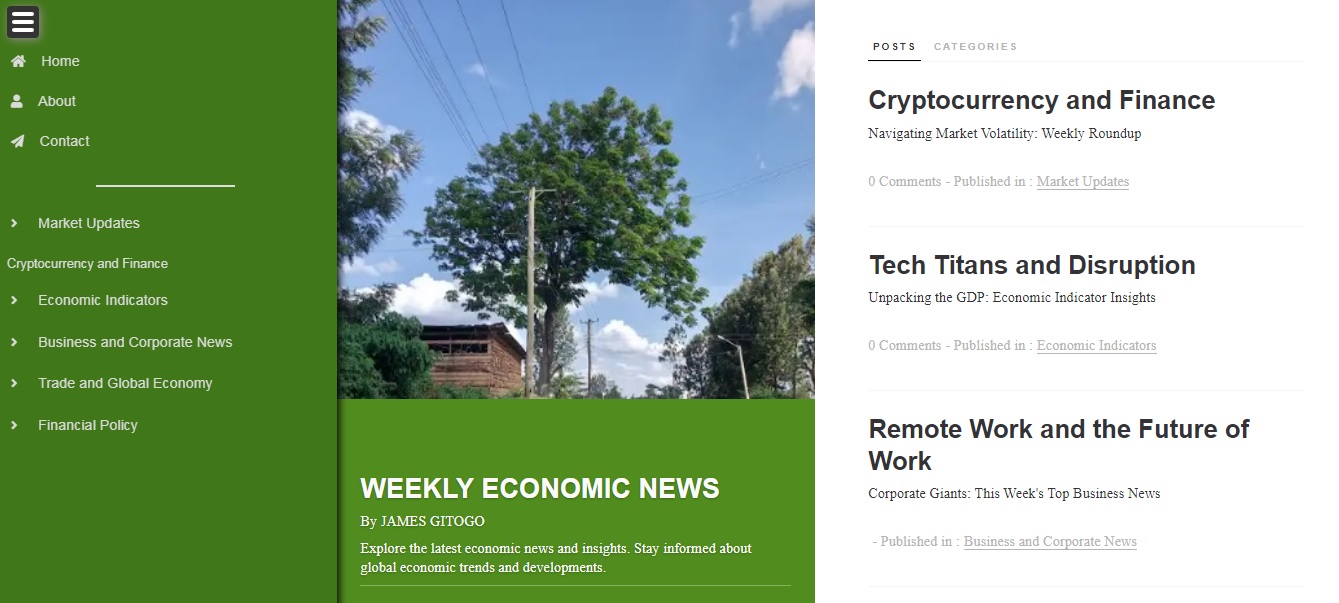 Home
About
Contact
Market Updates
Cryptocurrency and Finance
Economic Indicators
Business and Corporate News
Trade and Global Economy
Financial Policy
WEEKLY ECONOMIC NEWS
By JAMES GITOGO
Explore the latest economic news and insights. Stay informed about
global economic trends and developments.
POSTS CATEGORIES
Cryptocurrency and Finance
Navigating Market Volatility: Weekly Roundup
0 Comments - Published in : Market Updates
Tech Titans and Disruption
Unpacking the GDP: Economic Indicator Insights
0 Comments - Published in : Economic Indicators
Remote Work and the Future of
Work
Corporate Giants: This Week's Top Business News
- Published in : Business and Corporate News